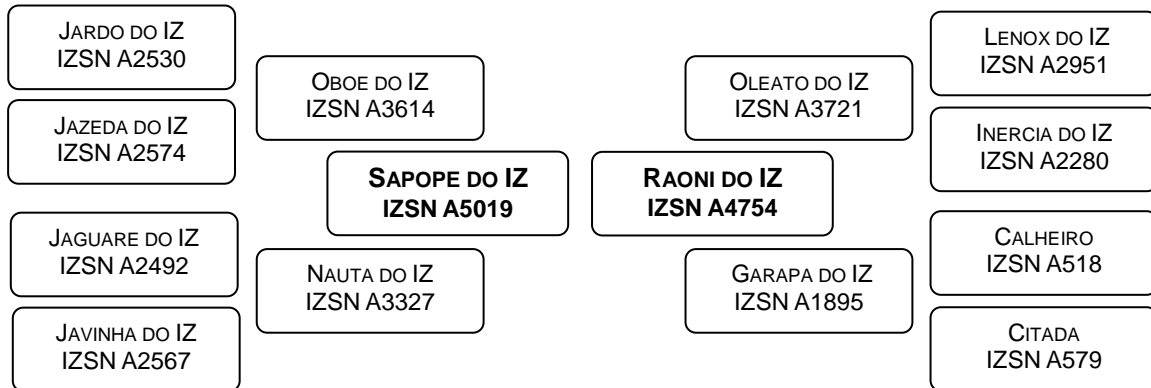 JARDO DO IZ
IZSN A2530
JAZEDA DO IZ
IZSN A2574
JAGUARE DO IZ
IZSN A2492
JAVINHA DO IZ
IZSN A2567
OBOE DO IZ
IZSN A3614
NAUTA DO IZ
IZSN A3327
SAPOPE DO IZ
IZSN A5019
RAONI DO IZ
IZSN A4754
OLEATO DO IZ
IZSN A3721
GARAPA DO IZ
IZSN A1895
LENOX DO IZ
IZSN A2951
INERCIA DO IZ
IZSN A2280
CALHEIRO
IZSN A518
CITADA
IZSN A579